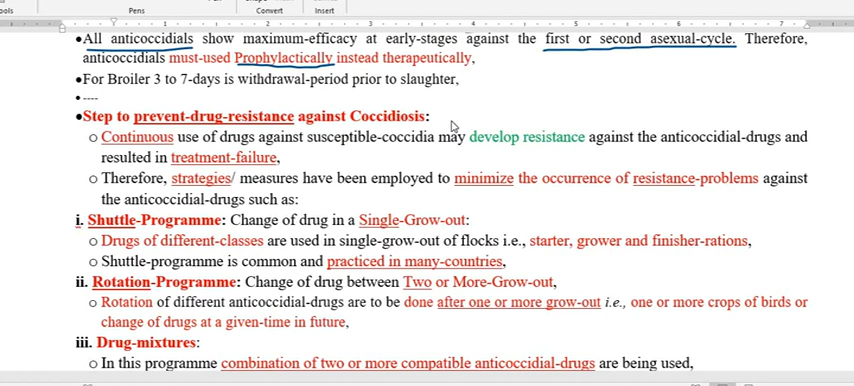 Pens
Convert
Insert
1 2 3 4 5 6 7
•All anticoccidials show maximum-efficacy at early-stages against the first or second asexual-cycle. Therefore,
anticoccidials must-used Prophylactically instead therapeutically,
•For Broiler 3 to 7-days is withdrawal-period prior to slaughter,
•----
•Step to prevent-drug-resistance against Coccidiosis:
o Continuous use of drugs against susceptible-coccidia may develop resistance against the anticoccidial-drugs and
resulted in treatment-failure,
o Therefore, strategies/ measures have been employed to minimize the occurrence of resistance-problems against
the anticoccidial-drugs such as:
i. Shuttle-Programme: Change of drug in a Single-Grow-out:
o Drugs of different-classes are used in single-grow-out of flocks i.e., starter, grower and finisher-rations,
o Shuttle-programme is common and practiced in many-countries,
ii. Rotation-Programme: Change of drug between Two or More-Grow-out,
o Rotation of different anticoccidial-drugs are to be done after one or more grow-out i.e., one or more crops of birds or
change of drugs at a given-time in future,
iii. Drug-mixtures:
o In this programme combination of two or more compatible anticoccidial-drugs are being used,